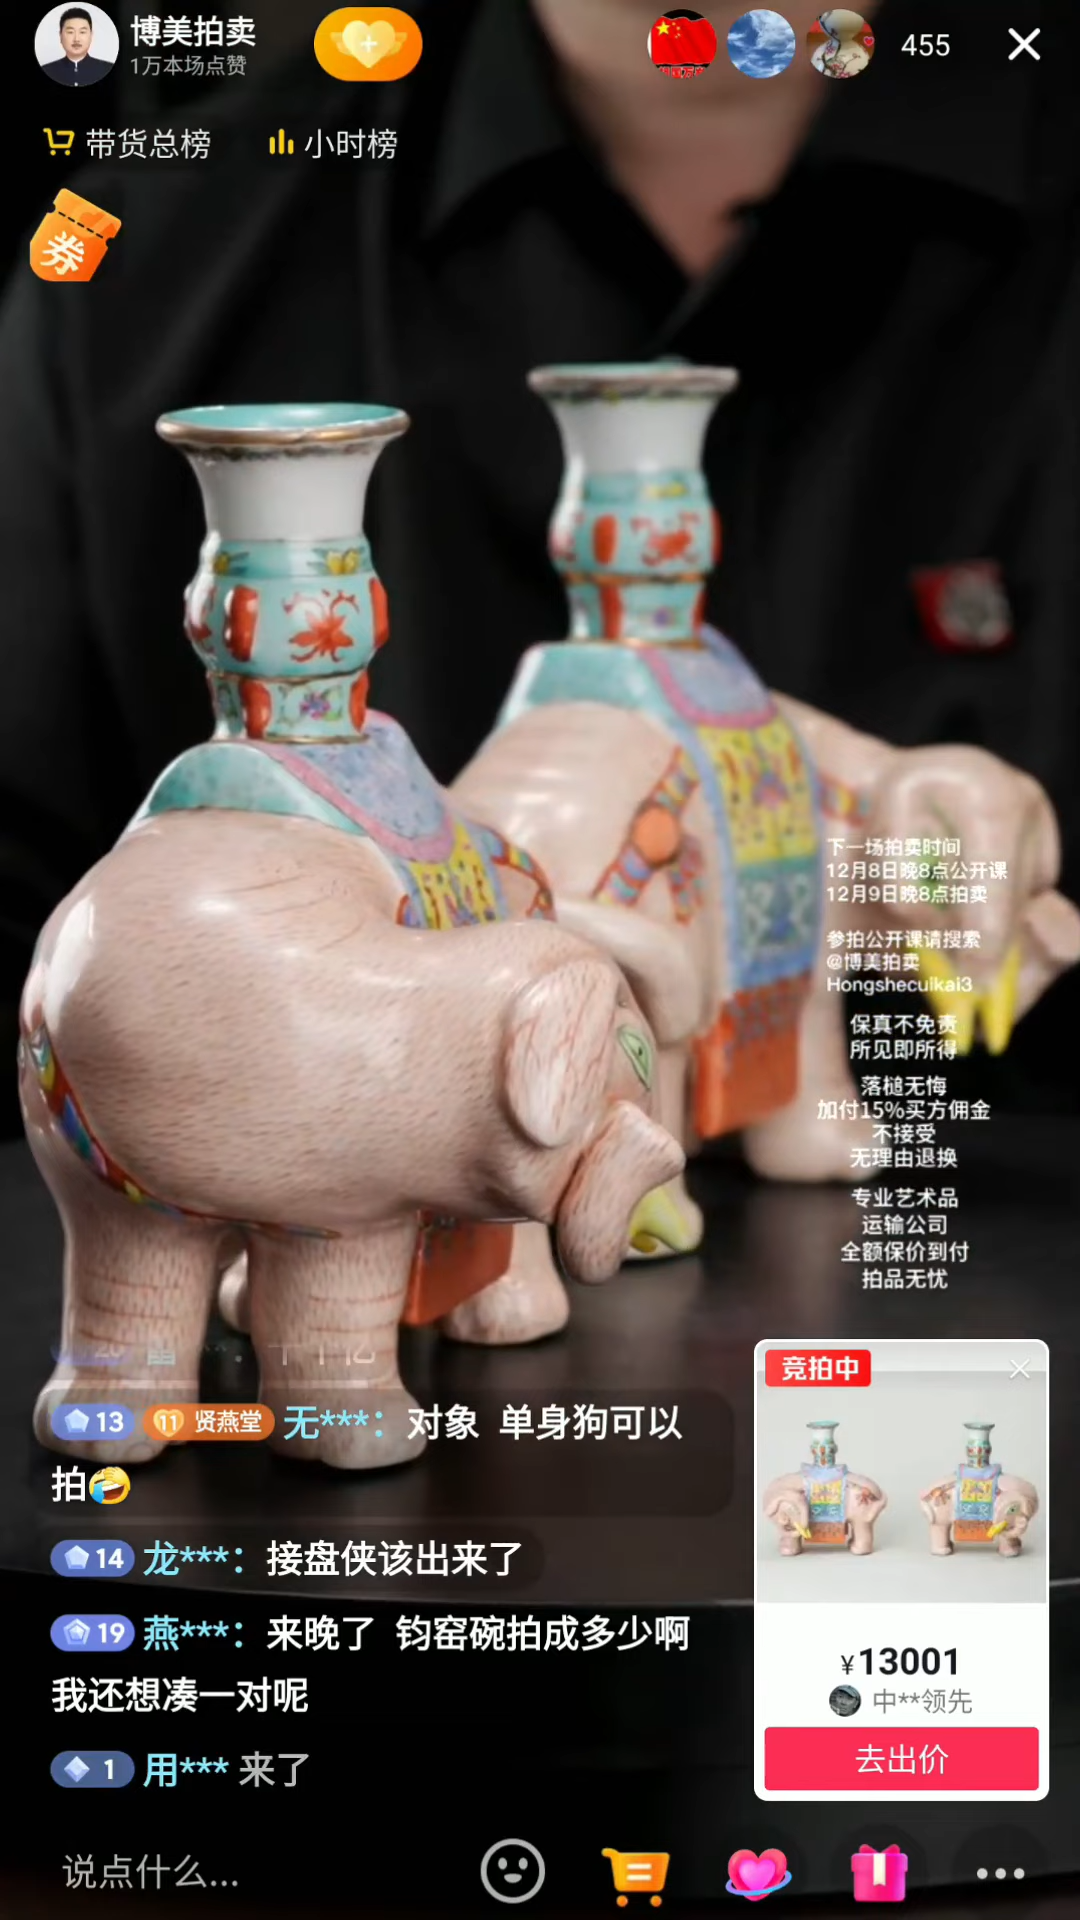 博美拍卖
1万本场点赞
455
带货总榜
小时榜
券
下一场拍卖时间
12月8日晚8点公开课
12月9日晚8点拍卖
参拍公开课请搜索
@博美拍卖
Hongshecuikai3
保真不免责
所见即所得
落槌无悔
加付15%买方佣金
不接受
无理由退换
专业艺术品
运输公司
全额保价到付
拍品无忧
13 11 贤燕堂 无***： 对象 单身狗可以
拍🤣
14 龙***： 接盘侠该出来了
19 燕***： 来晚了 钧窑碗拍成多少啊
我还想凑一对呢
1 用*** 来了
竞拍中
¥13001
中**领先
去出价
说点什么...